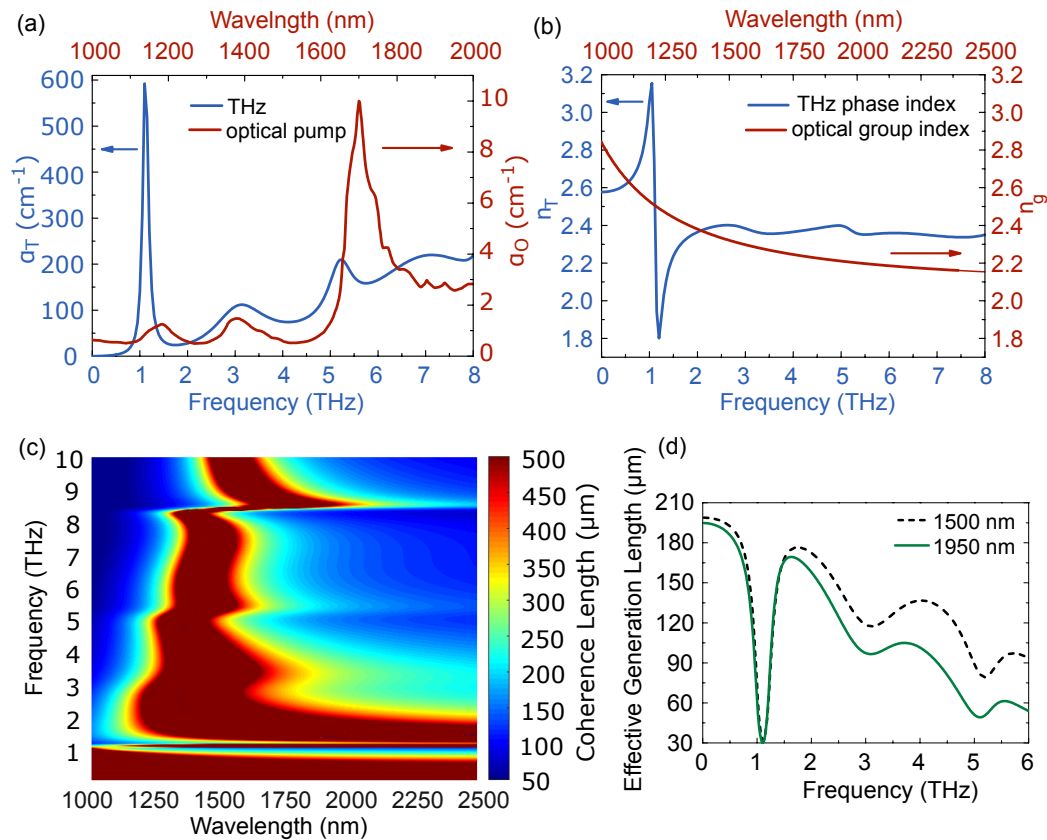 (a)
Wavelngth (nm)
1000 1200 1400 1600 1800 2000
600
500
400
300
200
100
0
αT (cm-1)
THz
optical pump
10
8
6
4
2
0
αO (cm-1)
0 1 2 3 4 5 6 7 8
Frequency (THz)
(b)
Wavelength (nm)
1000 1250 1500 1750 2000 2250 2500
3.2
3.0
2.8
2.6
2.4
2.2
2.0
1.8
nT
THz phase index
optical group index
3.2
3.0
2.8
2.6
2.4
2.2
2.0
1.8
ng
0 1 2 3 4 5 6 7 8
Frequency (THz)
(c)
10
9
8
7
6
5
4
3
2
1
Frequency (THz)
1000 1250 1500 1750 2000 2250 2500
Wavelength (nm)
500
450
400
350
300
250
200
150
100
50
Coherence Length (μm)
(d)
210
180
150
120
90
60
30
Effective Generation Length (μm)
1500 nm
1950 nm
0 1 2 3 4 5 6
Frequency (THz)